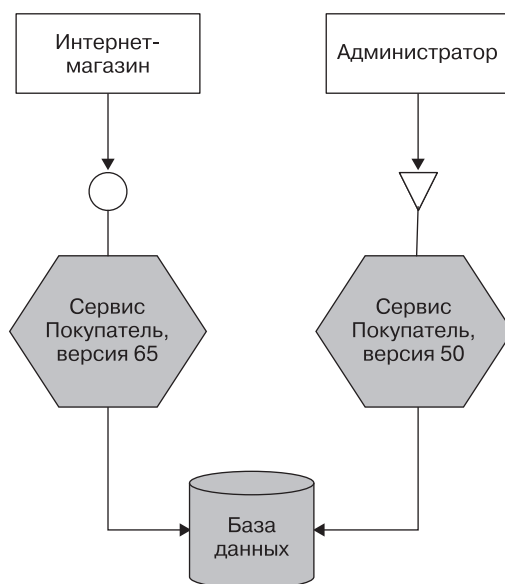 Интернет-
магазин
Администратор
Сервис
Покупатель,
версия 65
Сервис
Покупатель,
версия 50
База
данных